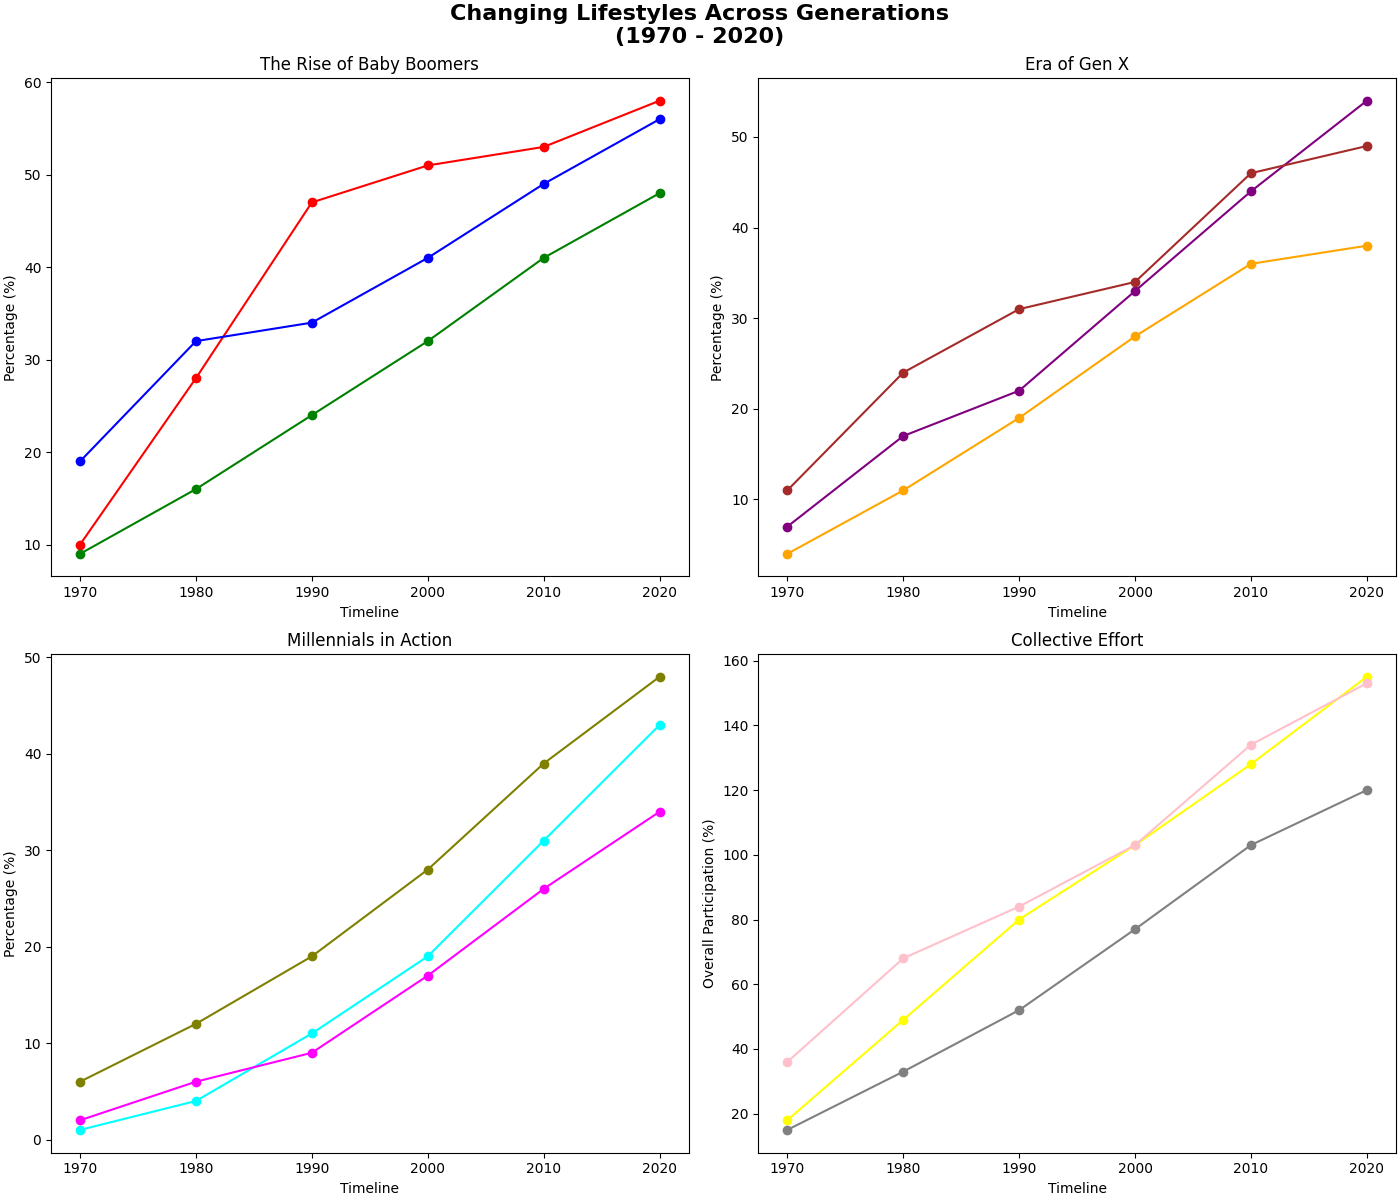 Changing Lifestyles Across Generations
(1970 - 2020)
The Rise of Baby Boomers
Percentage (%)
60
50
40
30
20
10
1970 1980 1990 2000 2010 2020
Timeline
Era of Gen X
Percentage (%)
50
40
30
20
10
1970 1980 1990 2000 2010 2020
Timeline
Millennials in Action
Percentage (%)
50
40
30
20
10
0
1970 1980 1990 2000 2010 2020
Timeline
Collective Effort
Overall Participation (%)
160
140
120
100
80
60
40
20
1970 1980 1990 2000 2010 2020
Timeline